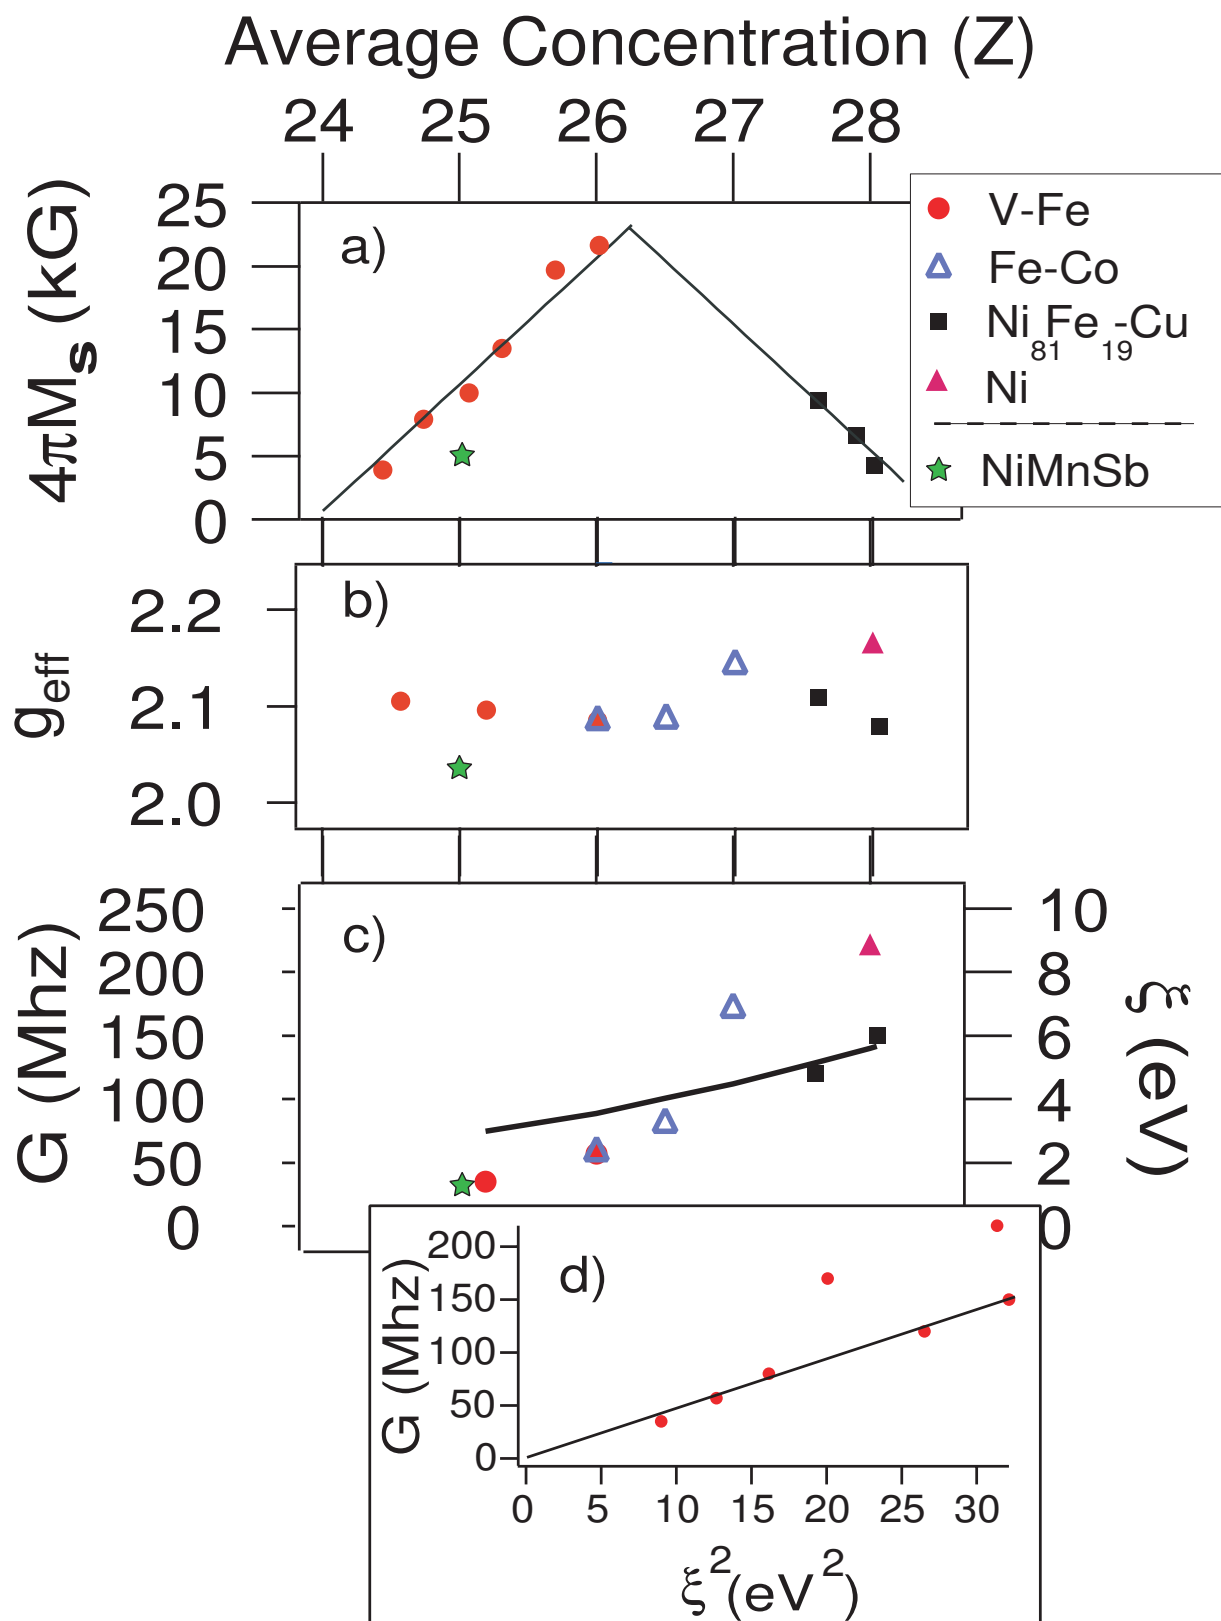 Average Concentration (Z)
24 25 26 27 28
4πMs (kG)
25
20
15
10
5
0
a)
V-Fe
Fe-Co
Ni81Fe19-Cu
Ni
NiMnSb
geff
2.2
2.1
2.0
b)
G (Mhz)
250
200
150
100
50
0
c)
10
8
6
4
2
0
ξ (eV)
G (Mhz)
200
150
100
50
0
d)
0 5 10 15 20 25 30
ξ2(eV2)